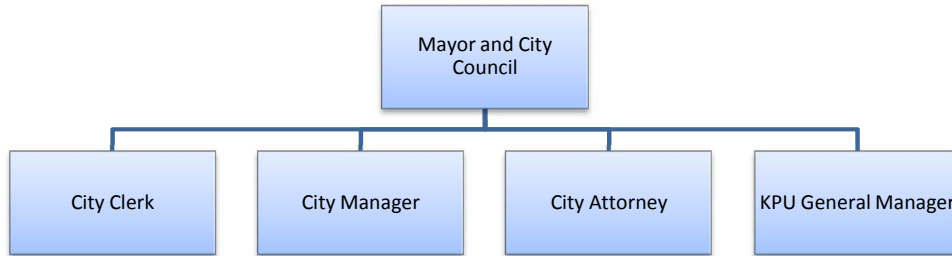 Mayor and City
Council
City Clerk
City Manager
City Attorney
KPU General Manager